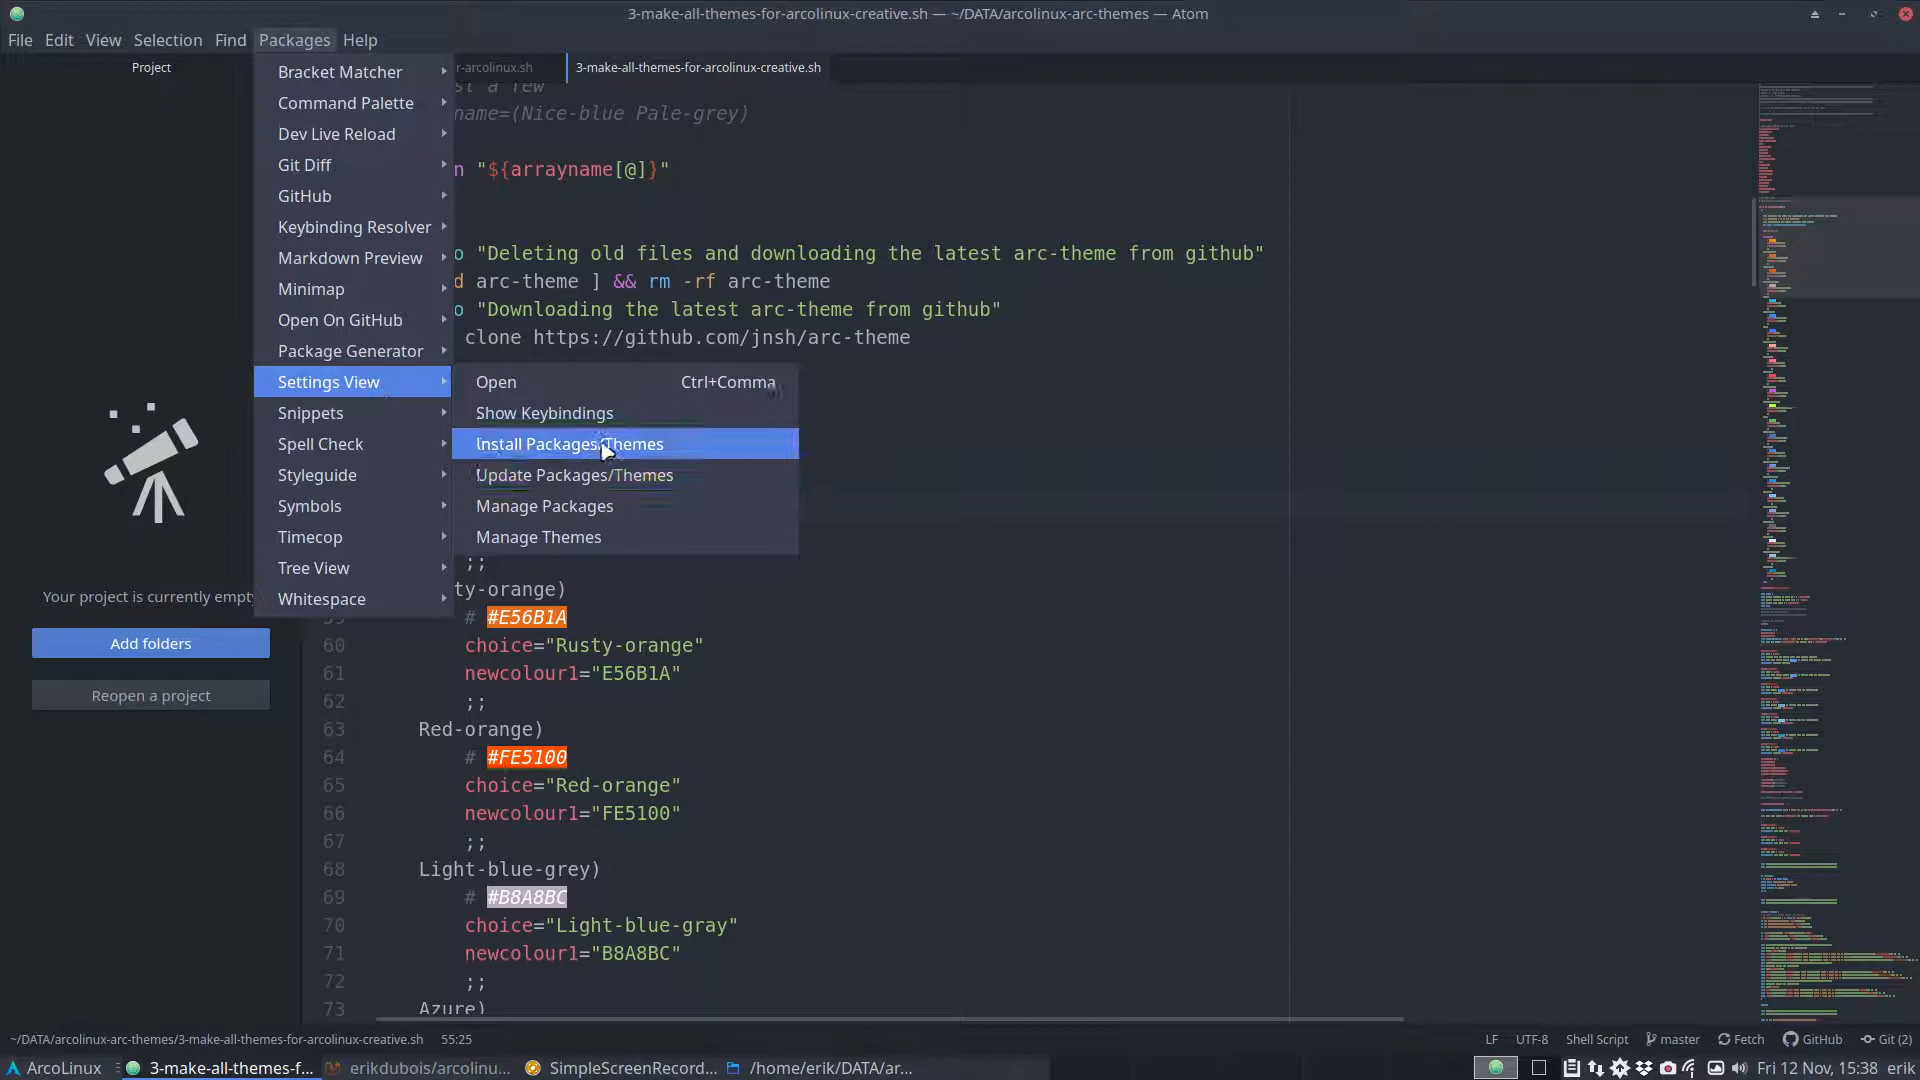 3-make-all-themes-for-arcolinux-creative.sh — ~/DATA/arcolinux-arc-themes — Atom
File Edit View Selection Find Packages Help
Project
r-arcolinux.sh
3-make-all-themes-for-arcolinux-creative.sh
Bracket Matcher
Command Palette
Dev Live Reload
Git Diff
GitHub
Keybinding Resolver
Markdown Preview
Minimap
Open On GitHub
Package Generator
Settings View
Snippets
Spell Check
Styleguide
Symbols
Timecop
Tree View
Whitespace
Open Ctrl+Comma
Show Keybindings
Install Packages/Themes
Update Packages/Themes
Manage Packages
Manage Themes
st a few
name=(Nice-blue Pale-grey)
n "${arrayname[@]}"
o "Deleting old files and downloading the latest arc-theme from github"
d arc-theme ] && rm -rf arc-theme
o "Downloading the latest arc-theme from github"
clone https://github.com/jnsh/arc-theme
;;
ty-orange)
59 # #E56B1A
60 choice="Rusty-orange"
61 newcolour1="E56B1A"
62 ;;
63 Red-orange)
64 # #FE5100
65 choice="Red-orange"
66 newcolour1="FE5100"
67 ;;
68 Light-blue-grey)
69 # #B8A8BC
70 choice="Light-blue-gray"
71 newcolour1="B8A8BC"
72 ;;
73 Azure)
Your project is currently empty
Add folders
Reopen a project
~/DATA/arcolinux-arc-themes/3-make-all-themes-for-arcolinux-creative.sh 55:25
LF UTF-8 Shell Script master Fetch GitHub Git (2)
ArcoLinux 3-make-all-themes-f... erikdubois/arcolinu... SimpleScreenRecord... /home/erik/DATA/ar... Fri 12 Nov, 15:38 erik